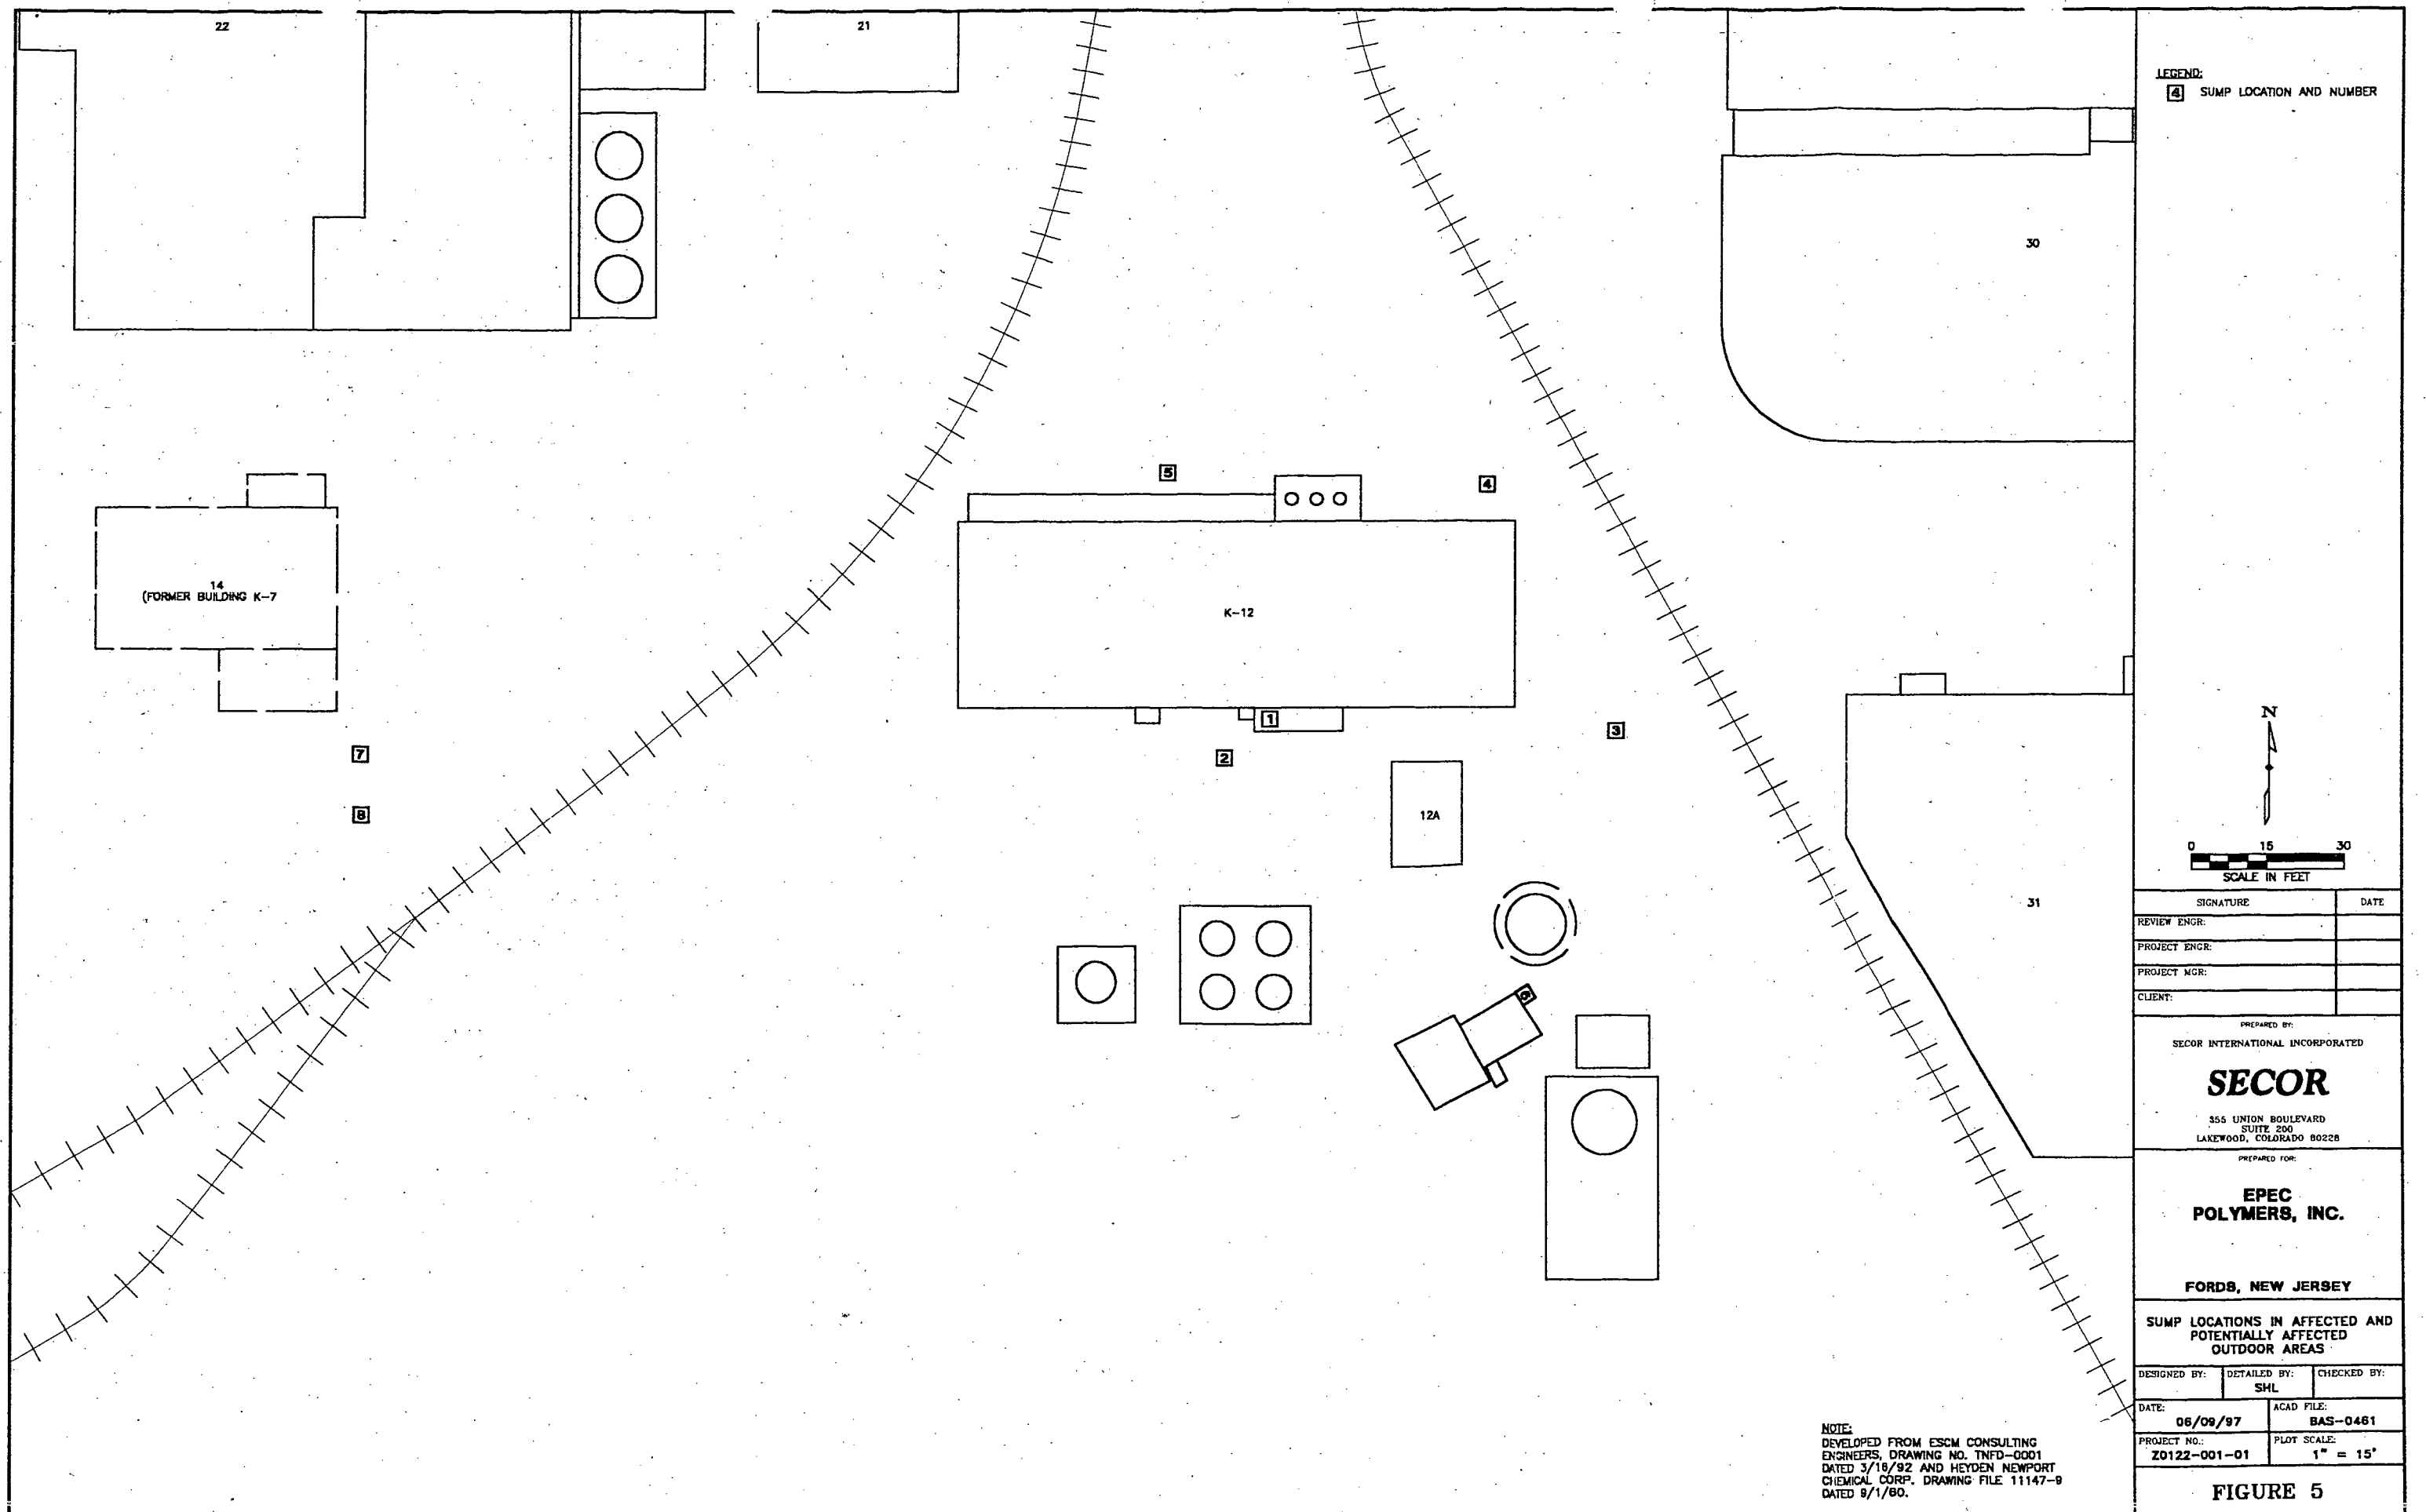 22
21
LEGEND:
4 SUMP LOCATION AND NUMBER
30
5
4
14
(FORMER BUILDING K-7
K-12
1
7
2
3
8
12A
6
31
N
0 15 30
SCALE IN FEET
SIGNATURE DATE
REVIEW ENGR:
PROJECT ENGR:
PROJECT MGR:
CLIENT:
PREPARED BY:
SECOR INTERNATIONAL INCORPORATED
SECOR
355 UNION BOULEVARD
SUITE 200
LAKEWOOD, COLORADO 80228
PREPARED FOR:
EPEC
POLYMERS, INC.
FORDS, NEW JERSEY
SUMP LOCATIONS IN AFFECTED AND
POTENTIALLY AFFECTED
OUTDOOR AREAS
DESIGNED BY: DETAILED BY: CHECKED BY:
SHL
DATE: ACAD FILE:
06/09/97 BAS-0461
PROJECT NO.: PLOT SCALE:
Z0122-001-01 1" = 15'
FIGURE 5
NOTE:
DEVELOPED FROM ESCM CONSULTING
ENGINEERS, DRAWING NO. TNFD-0001
DATED 3/18/92 AND HEYDEN NEWPORT
CHEMICAL CORP. DRAWING FILE 11147-9
DATED 9/1/60.